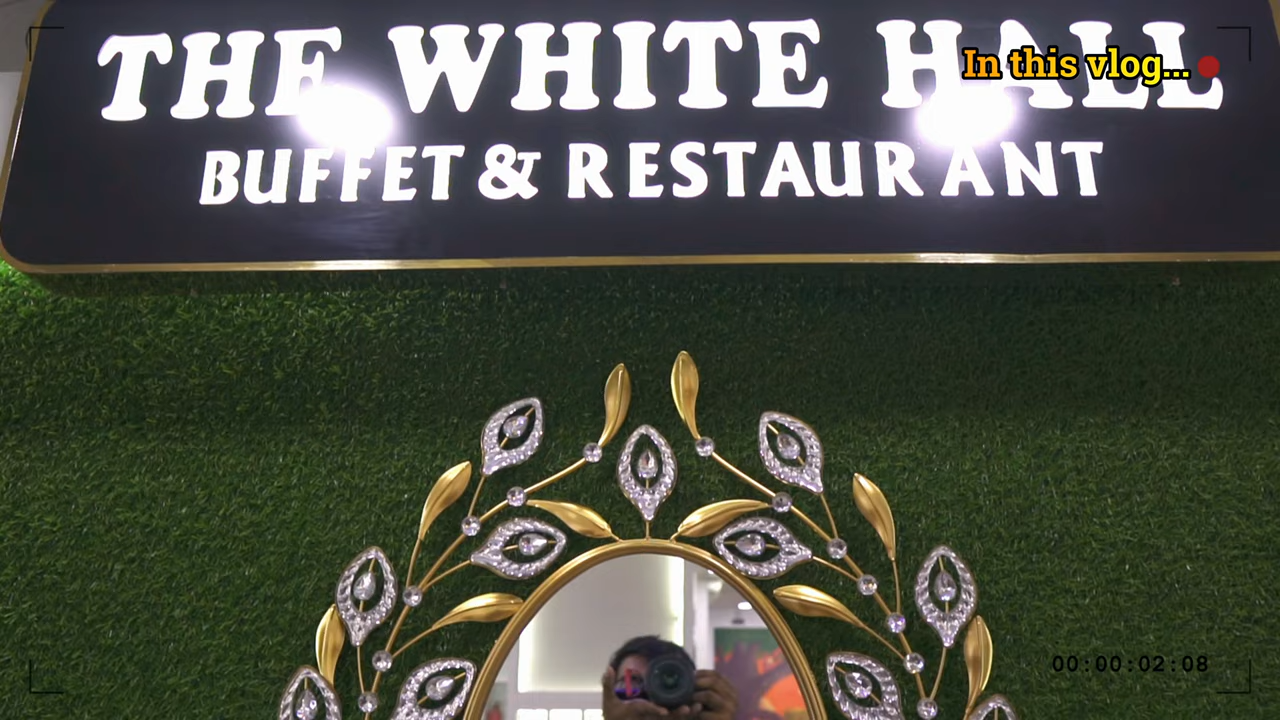 THE WHITE HALL
In this vlog...
BUFFET & RESTAURANT
00:00:02:08